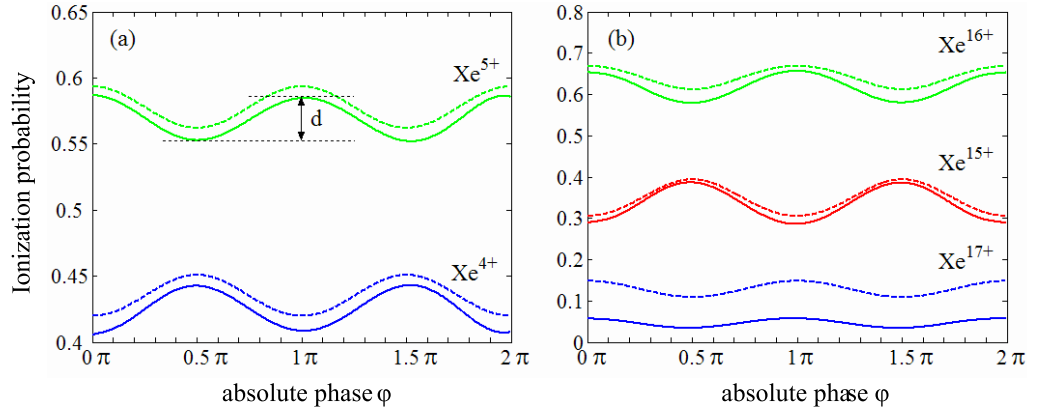 (a)
Xe5+
d
Xe4+
0.65
0.6
0.55
0.5
0.45
0.4
0 π
0.5 π
1 π
1.5 π
2 π
Ionization probability
absolute phase φ
(b)
Xe16+
Xe15+
Xe17+
0.8
0.7
0.6
0.5
0.4
0.3
0.2
0.1
0
0 π
0.5 π
1 π
1.5 π
2 π
absolute phase φ